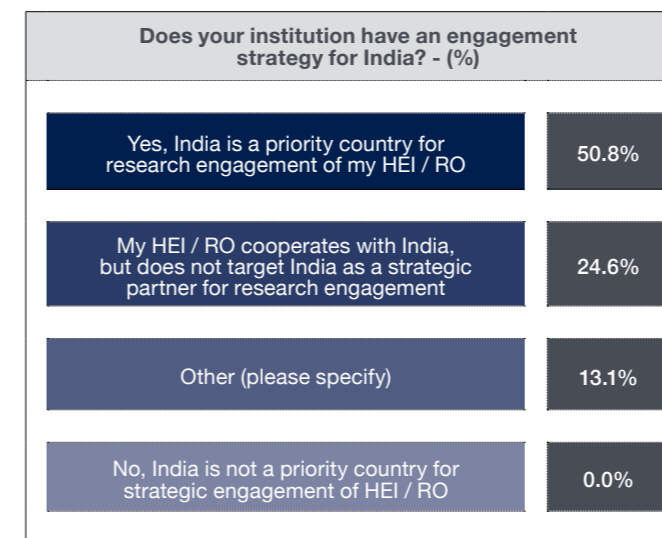 Does your institution have an engagement
strategy for India? - (%)
Yes, India is a priority country for
research engagement of my HEI / RO
50.8%
My HEI / RO cooperates with India,
but does not target India as a strategic
partner for research engagement
24.6%
Other (please specify)
13.1%
No, India is not a priority country for
strategic engagement of HEI / RO
0.0%